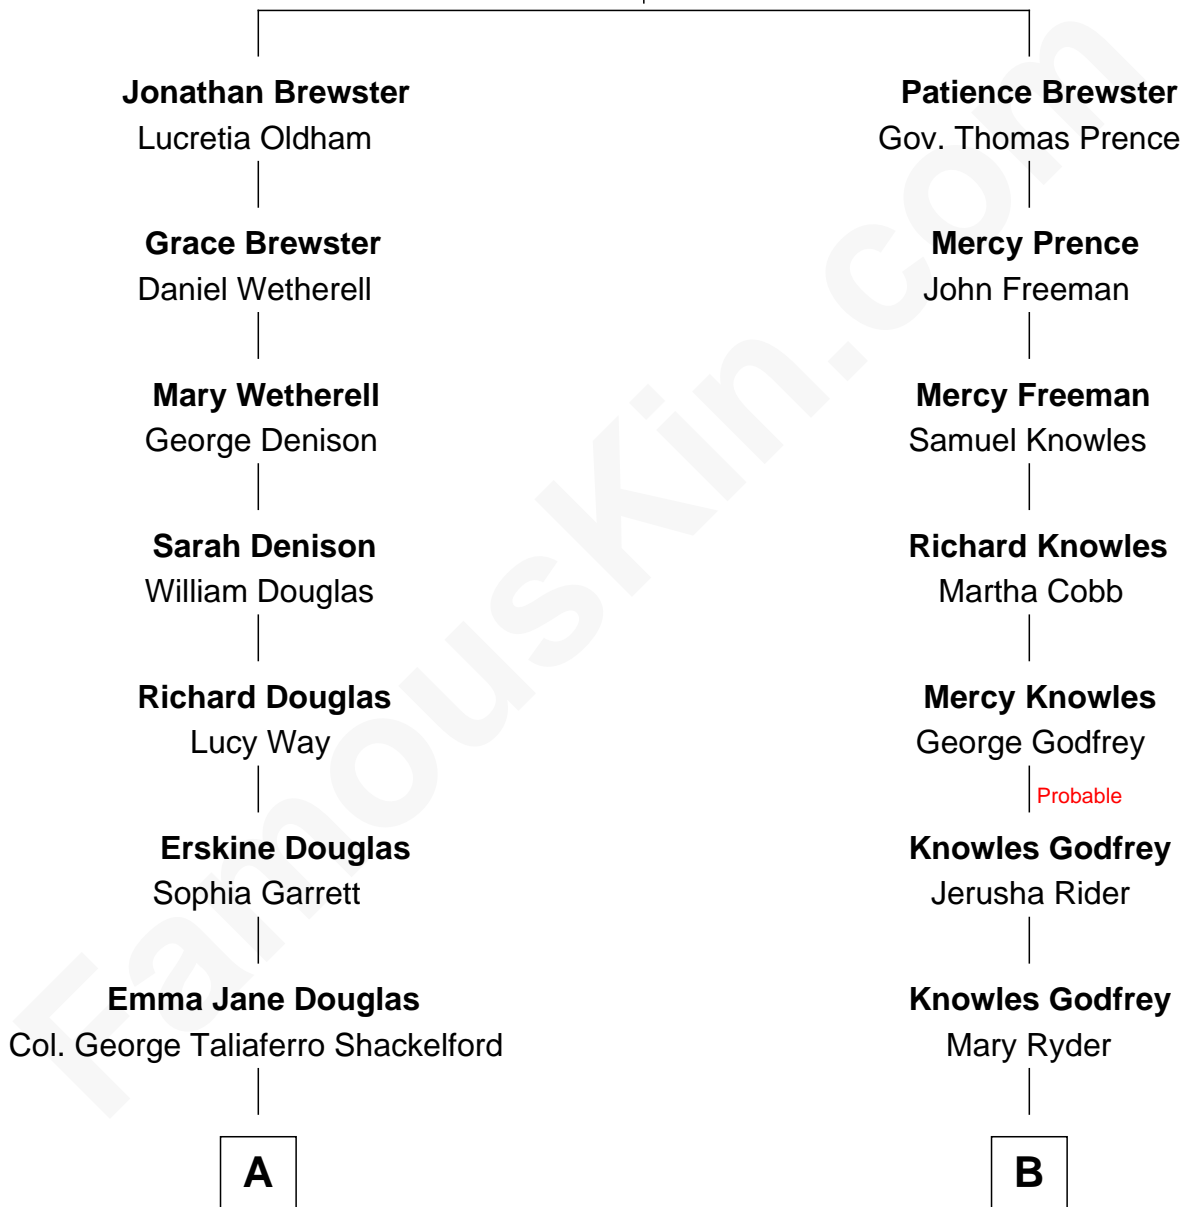 Jonathan Brewster
Lucretia Oldham
Grace Brewster
Daniel Wetherell
Mary Wetherell
George Denison
Sarah Denison
William Douglas
Richard Douglas
Lucy Way
Erskine Douglas
Sophia Garrett
Emma Jane Douglas
Col. George Taliaferro Shackelford
A
Patience Brewster
Gov. Thomas Prence
Mercy Prence
John Freeman
Mercy Freeman
Samuel Knowles
Richard Knowles
Martha Cobb
Mercy Knowles
George Godfrey
Probable
Knowles Godfrey
Jerusha Rider
Knowles Godfrey
Mary Ryder
B
FamousKin.com